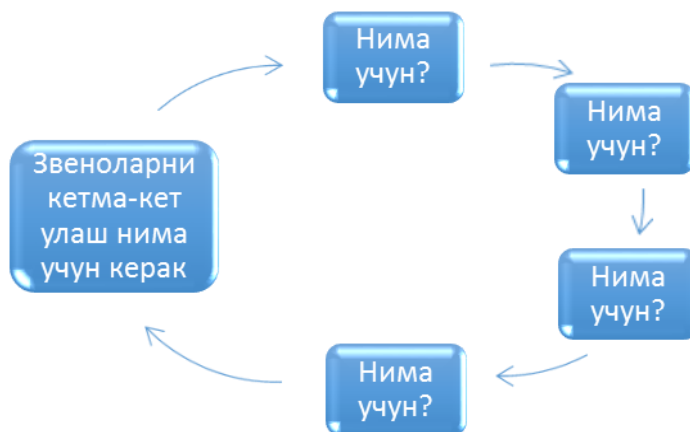 Нима
учун?
Нима
учун?
Нима
учун?
Нима
учун?
Звеноларни
кетма-кет
улаш нима
учун керак